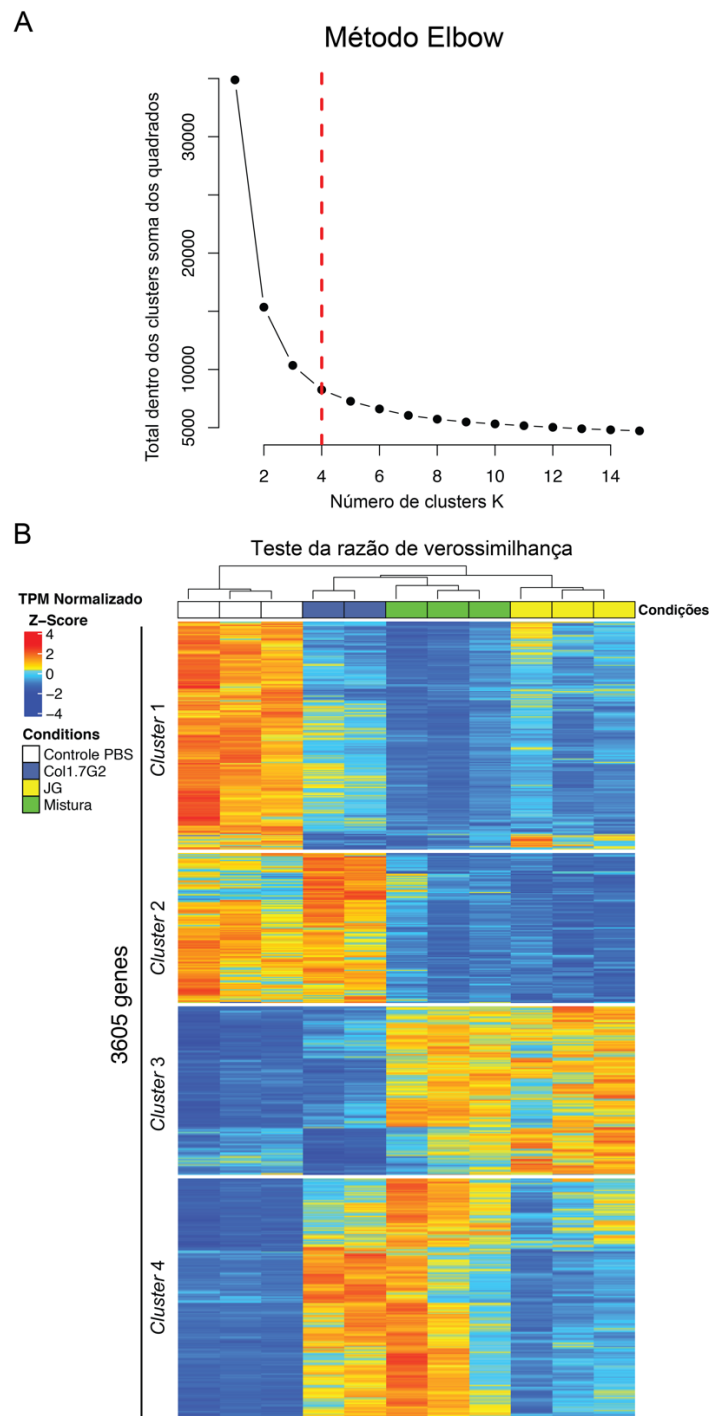 A
Método Elbow
Total dentro dos clusters soma dos quadrados
30000
20000
10000
5000
2
4
6
8
10
12
14
Número de clusters K
B
Teste da razão de verossimilhança
TPM Normalizado
Condições
Z-Score
4
2
0
−2
−4
Conditions
Controle PBS
Col1.7G2
JG
Mistura
3605 genes
Cluster 1
Cluster 2
Cluster 3
Cluster 4